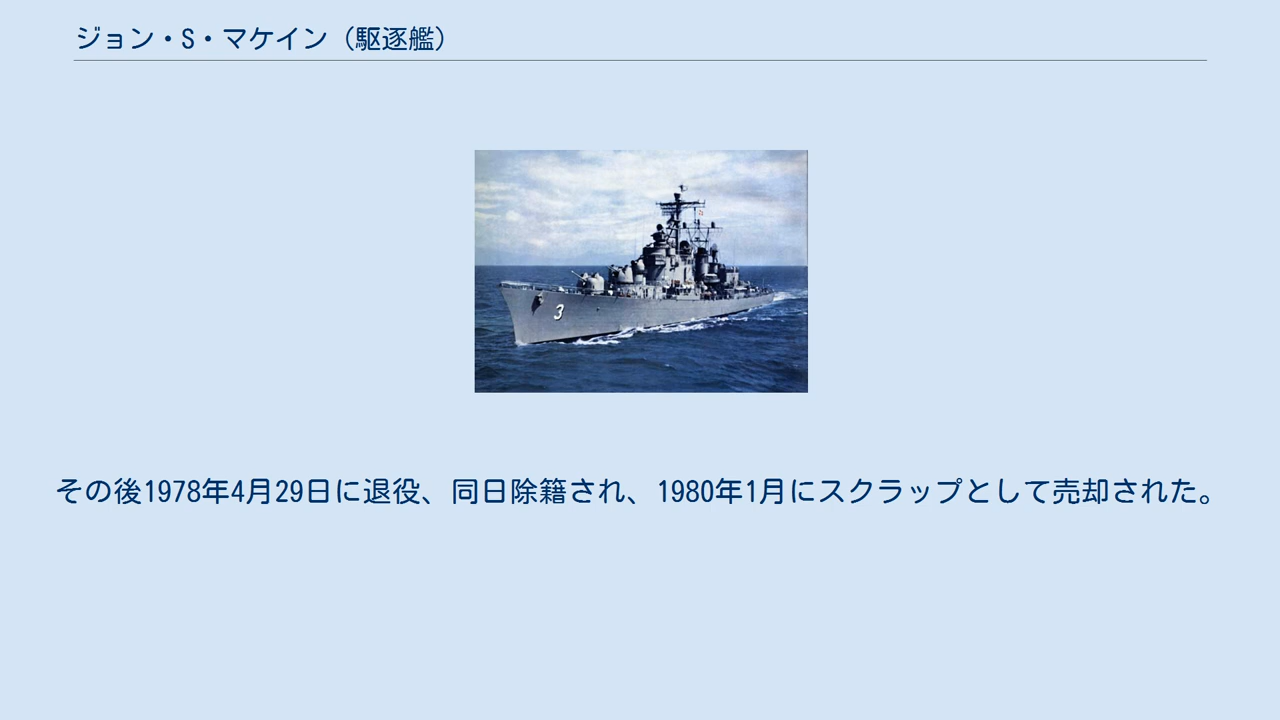 ジョン・S・マケイン（駆逐艦）
3
その後1978年4月29日に退役、同日除籍され、1980年1月にスクラップとして売却された。